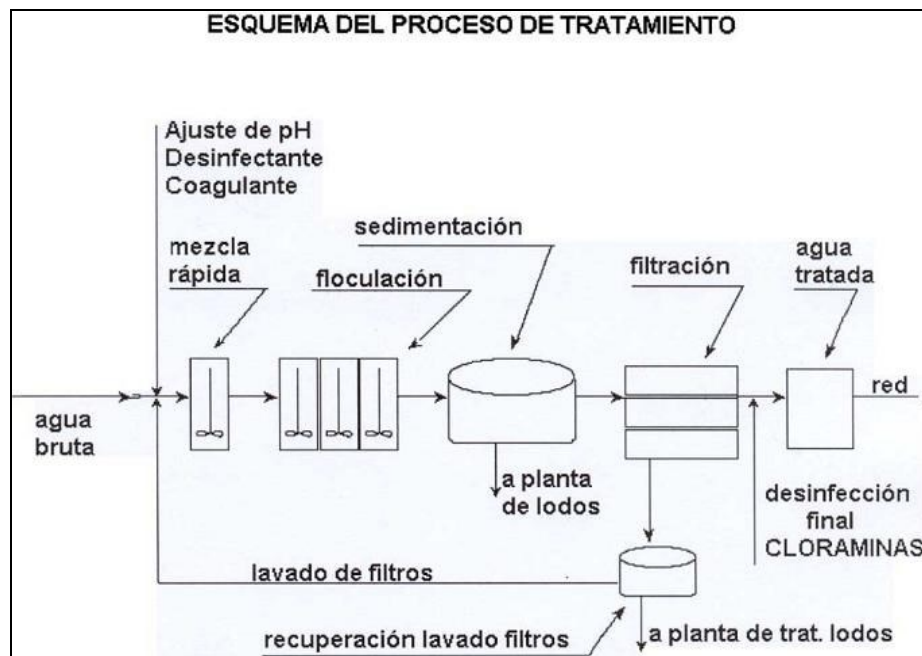 ESQUEMA DEL PROCESO DE TRATAMIENTO
Ajuste de pH
Desinfectante
Coagulante
sedimentación
mezcla
rápida
floculación
filtración
agua
tratada
agua
bruta
red
a planta
de lodos
desinfección
final
CLORAMINAS
lavado de filtros
recuperación lavado filtros
a planta de trat. lodos